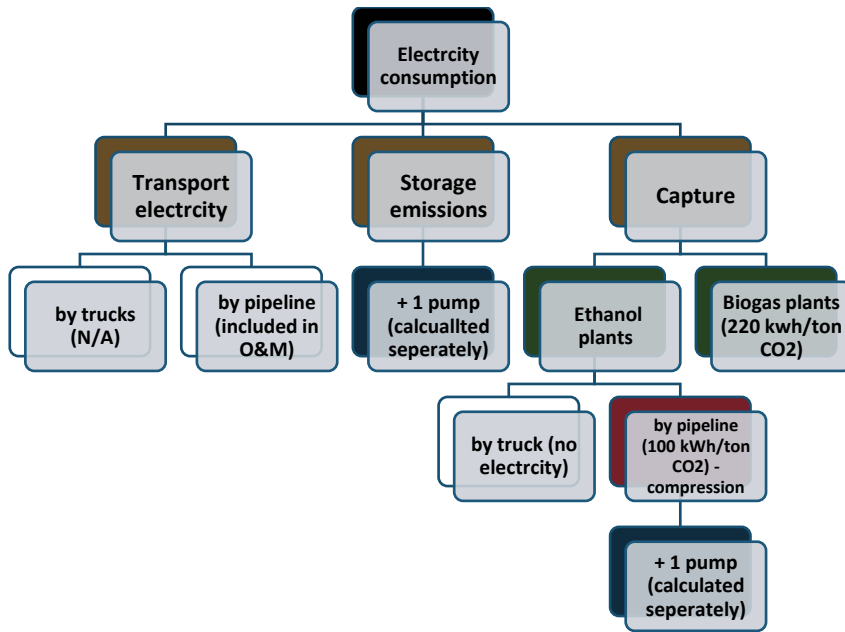 Electrcity
consumption
Transport
electrcity
Storage
emissions
Capture
by trucks
(N/A)
by pipeline
(included in
O&M)
+ 1 pump
(calcuallted
seperately)
Ethanol
plants
Biogas plants
(220 kwh/ton
CO2)
by truck (no
electrcity)
by pipeline
(100 kWh/ton
CO2) -
compression
+ 1 pump
(calculated
seperately)